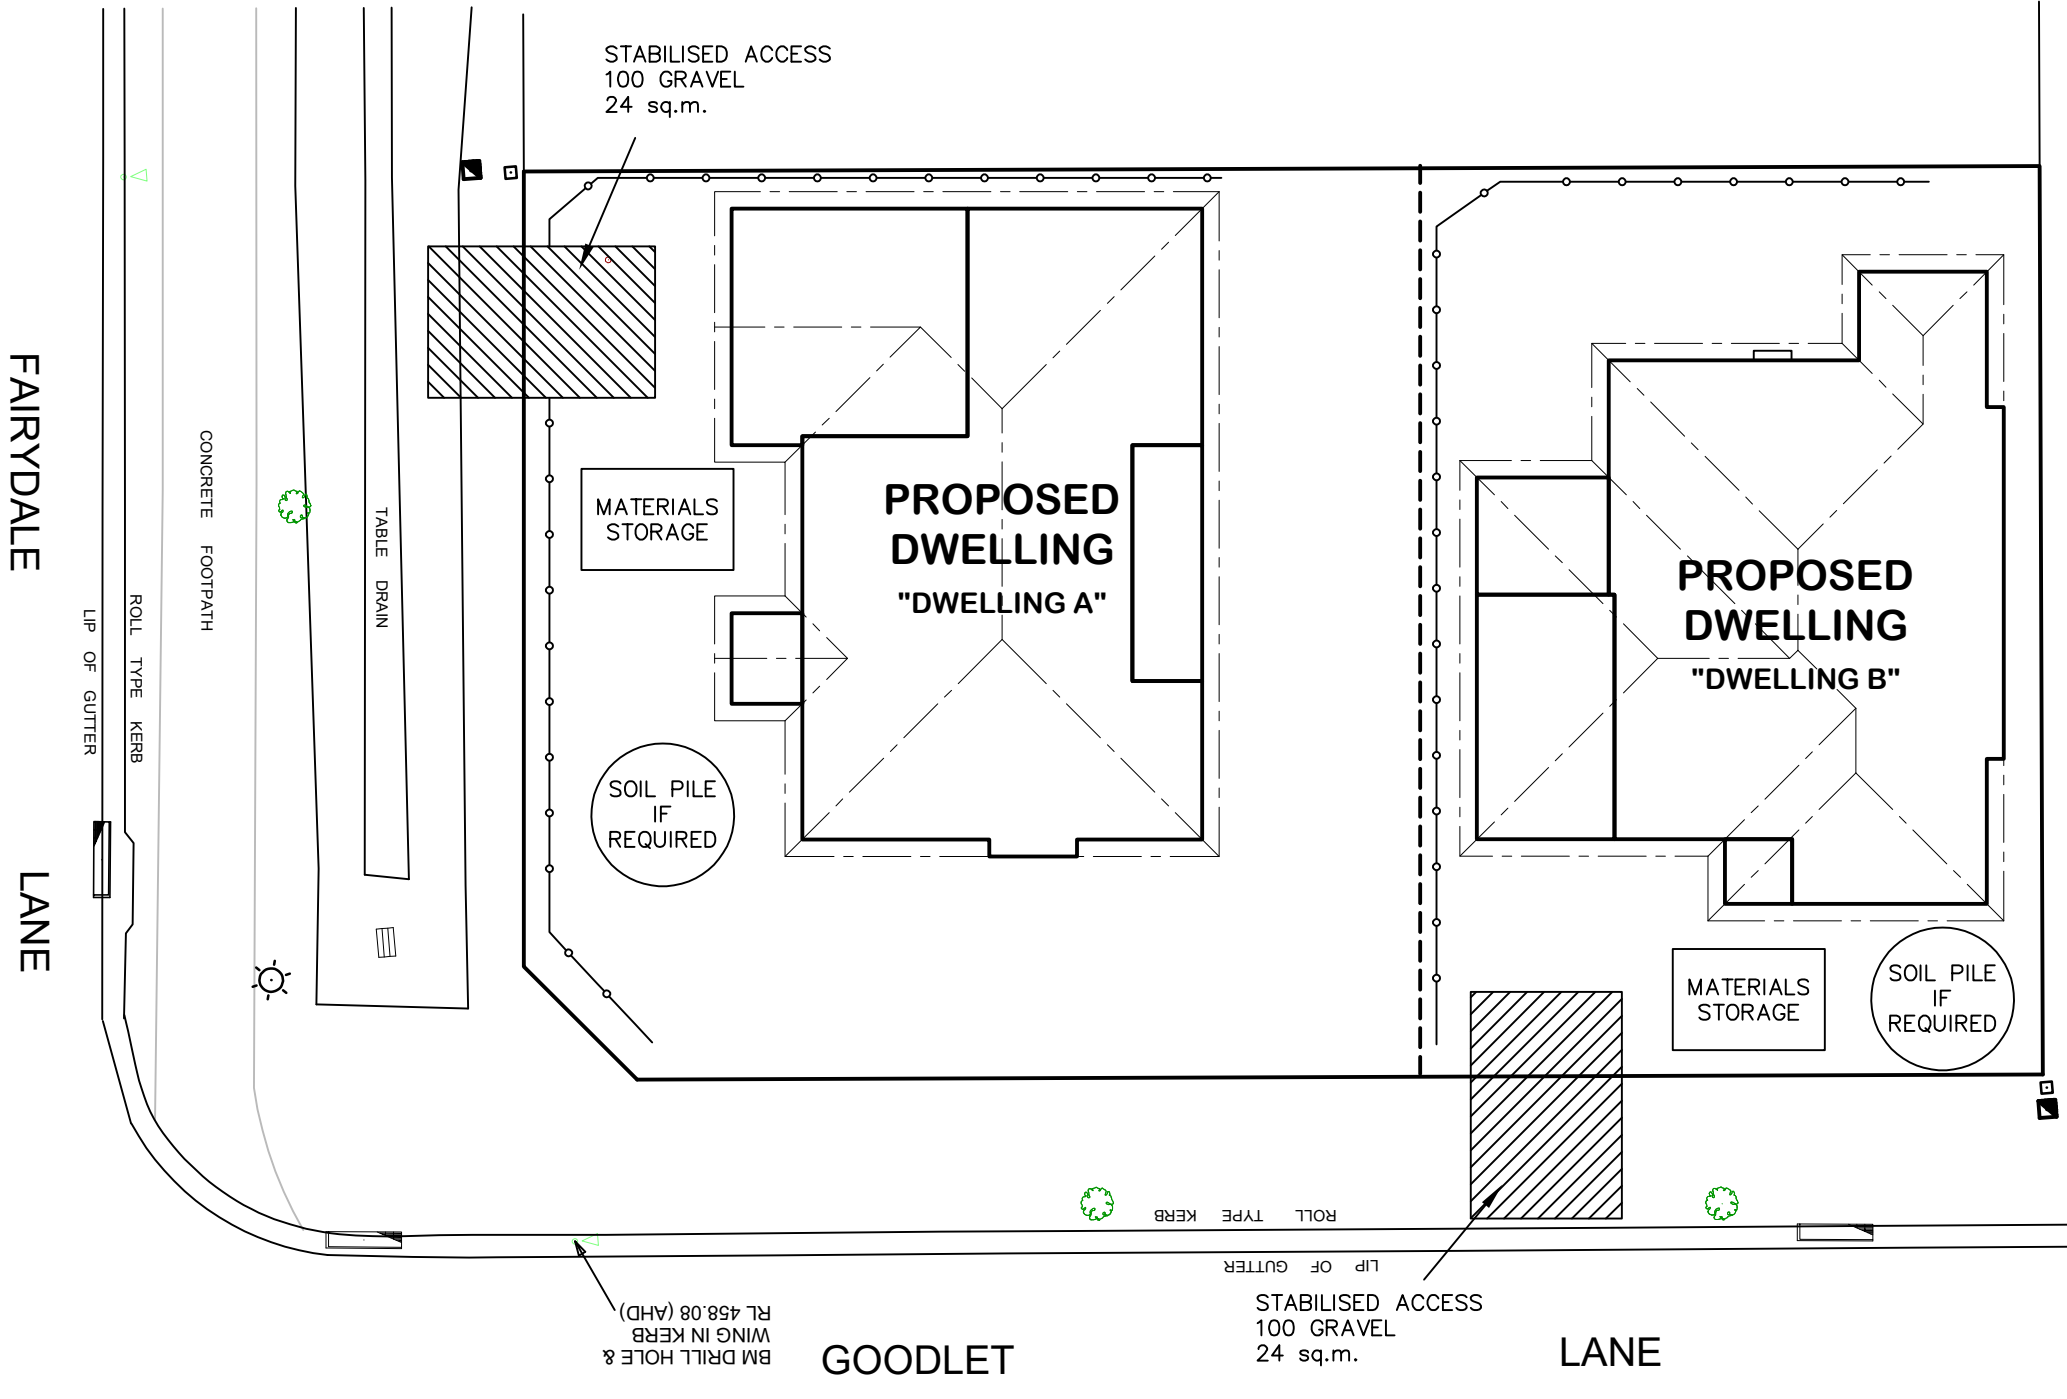 STABILISED ACCESS
100 GRAVEL
24 sq.m.
FAIRYDALE
LANE
CONCRETE FOOTPATH
TABLE DRAIN
ROLL TYPE KERB
LIP OF GUTTER
MATERIALS
STORAGE
PROPOSED
DWELLING
"DWELLING A"
SOIL PILE
IF
REQUIRED
PROPOSED
DWELLING
"DWELLING B"
MATERIALS
STORAGE
SOIL PILE
IF
REQUIRED
ROLL TYPE KERB
LIP OF GUTTER
BM DRILL HOLE &
WING IN KERB
RL 458.08 (AHD)
STABILISED ACCESS
100 GRAVEL
24 sq.m.
GOODLET
LANE